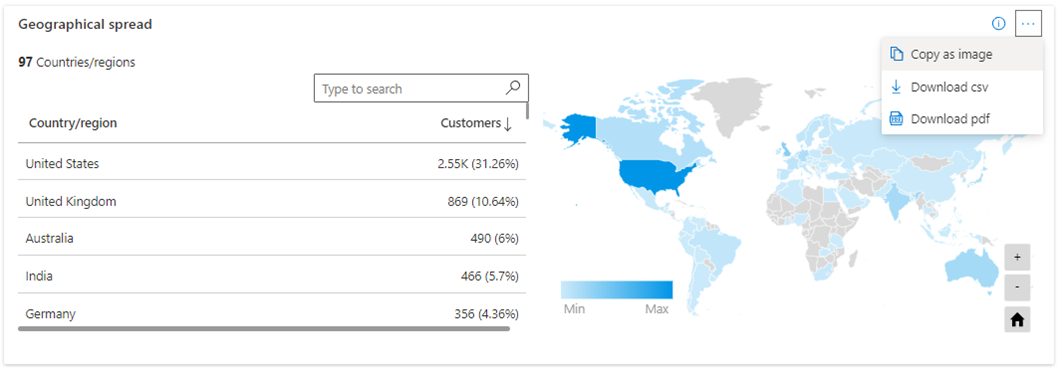 Geographical spread
97 Countries/regions
Type to search
Country/region Customers↓
United States 2.55K (31.26%)
United Kingdom 869 (10.64%)
Australia 490 (6%)
India 466 (5.7%)
Germany 356 (4.36%)
Copy as image
Download csv
Download pdf
Min Max
+
-